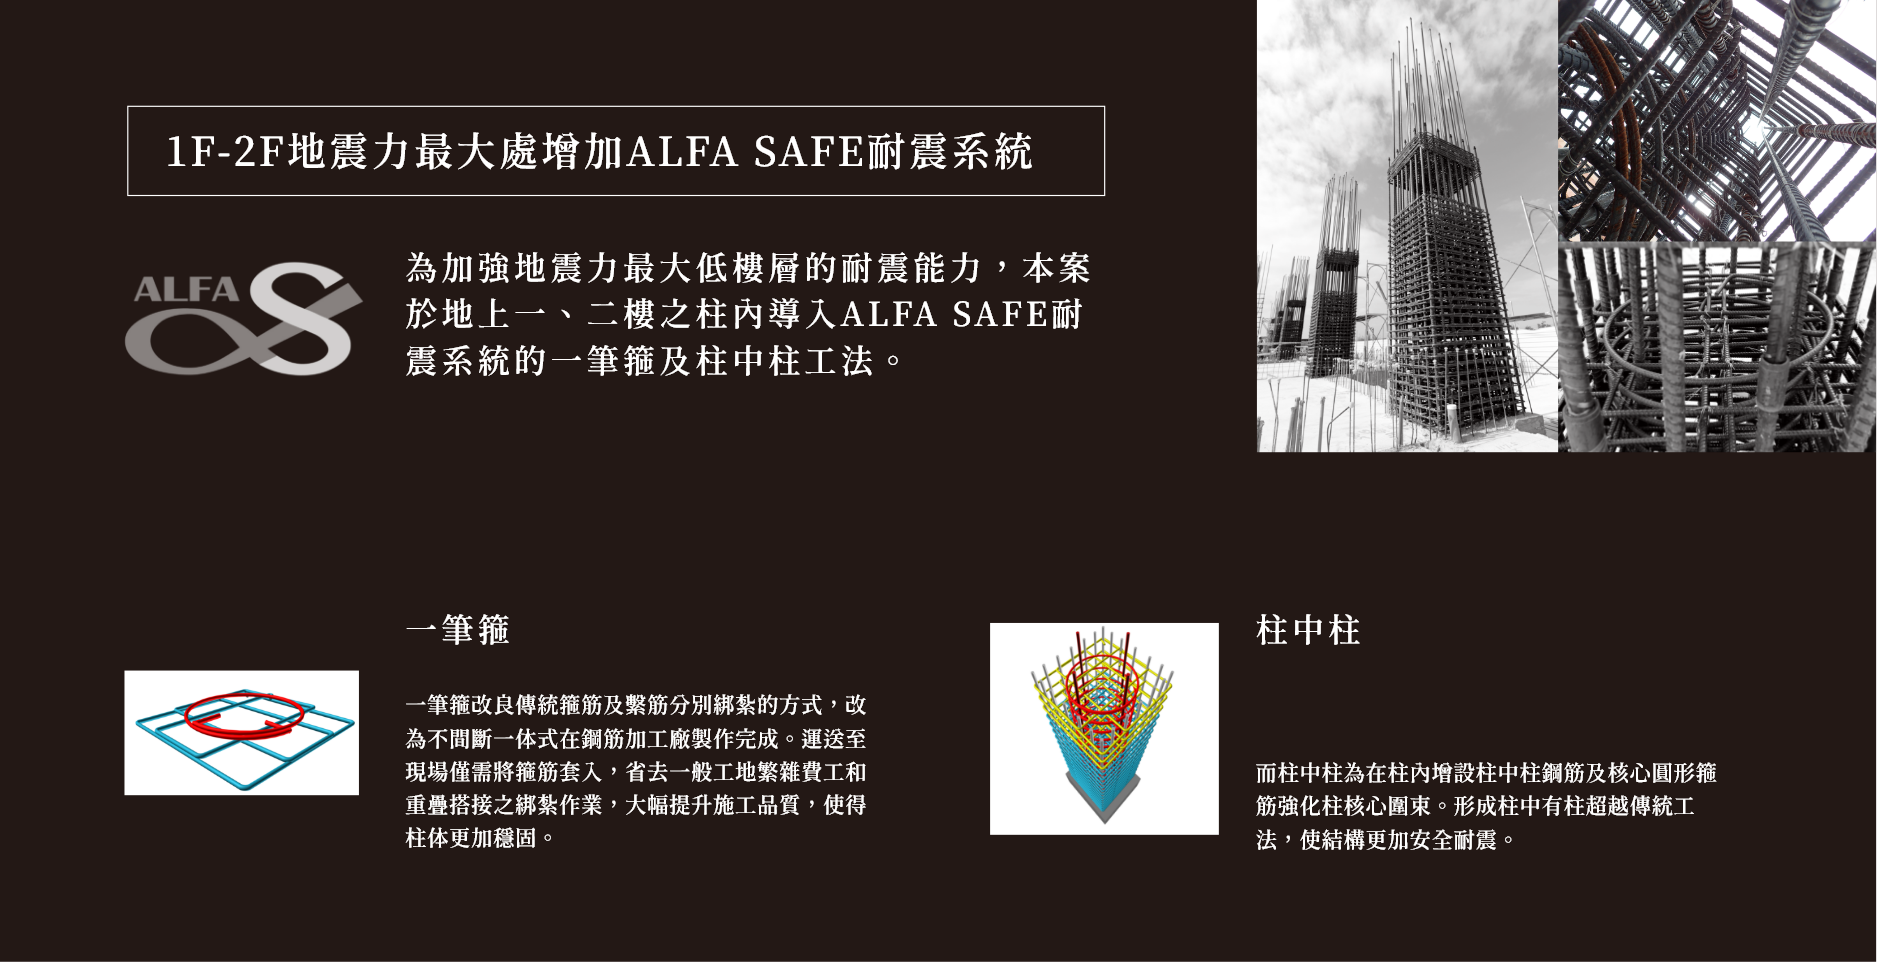 1F-2F地震力最大處增加ALFA SAFE耐震系統
ALFA S
為加強地震力最大低樓層的耐震能力，本案
於地上一、二樓之柱內導入ALFA SAFE耐
震系統的一筆箍及柱中柱工法。
一筆箍
一筆箍改良傳統箍筋及繫筋分別綁紮的方式，改
為不間斷一体式在鋼筋加工廠製作完成。運送至
現場僅需將箍筋套入，省去一般工地繁雜費工和
重疊搭接之綁紮作業，大幅提升施工品質，使得
柱体更加穩固。
柱中柱
而柱中柱為在柱內增設柱中柱鋼筋及核心圓形箍
筋強化柱核心圍束。形成柱中有柱超越傳統工
法，使結構更加安全耐震。